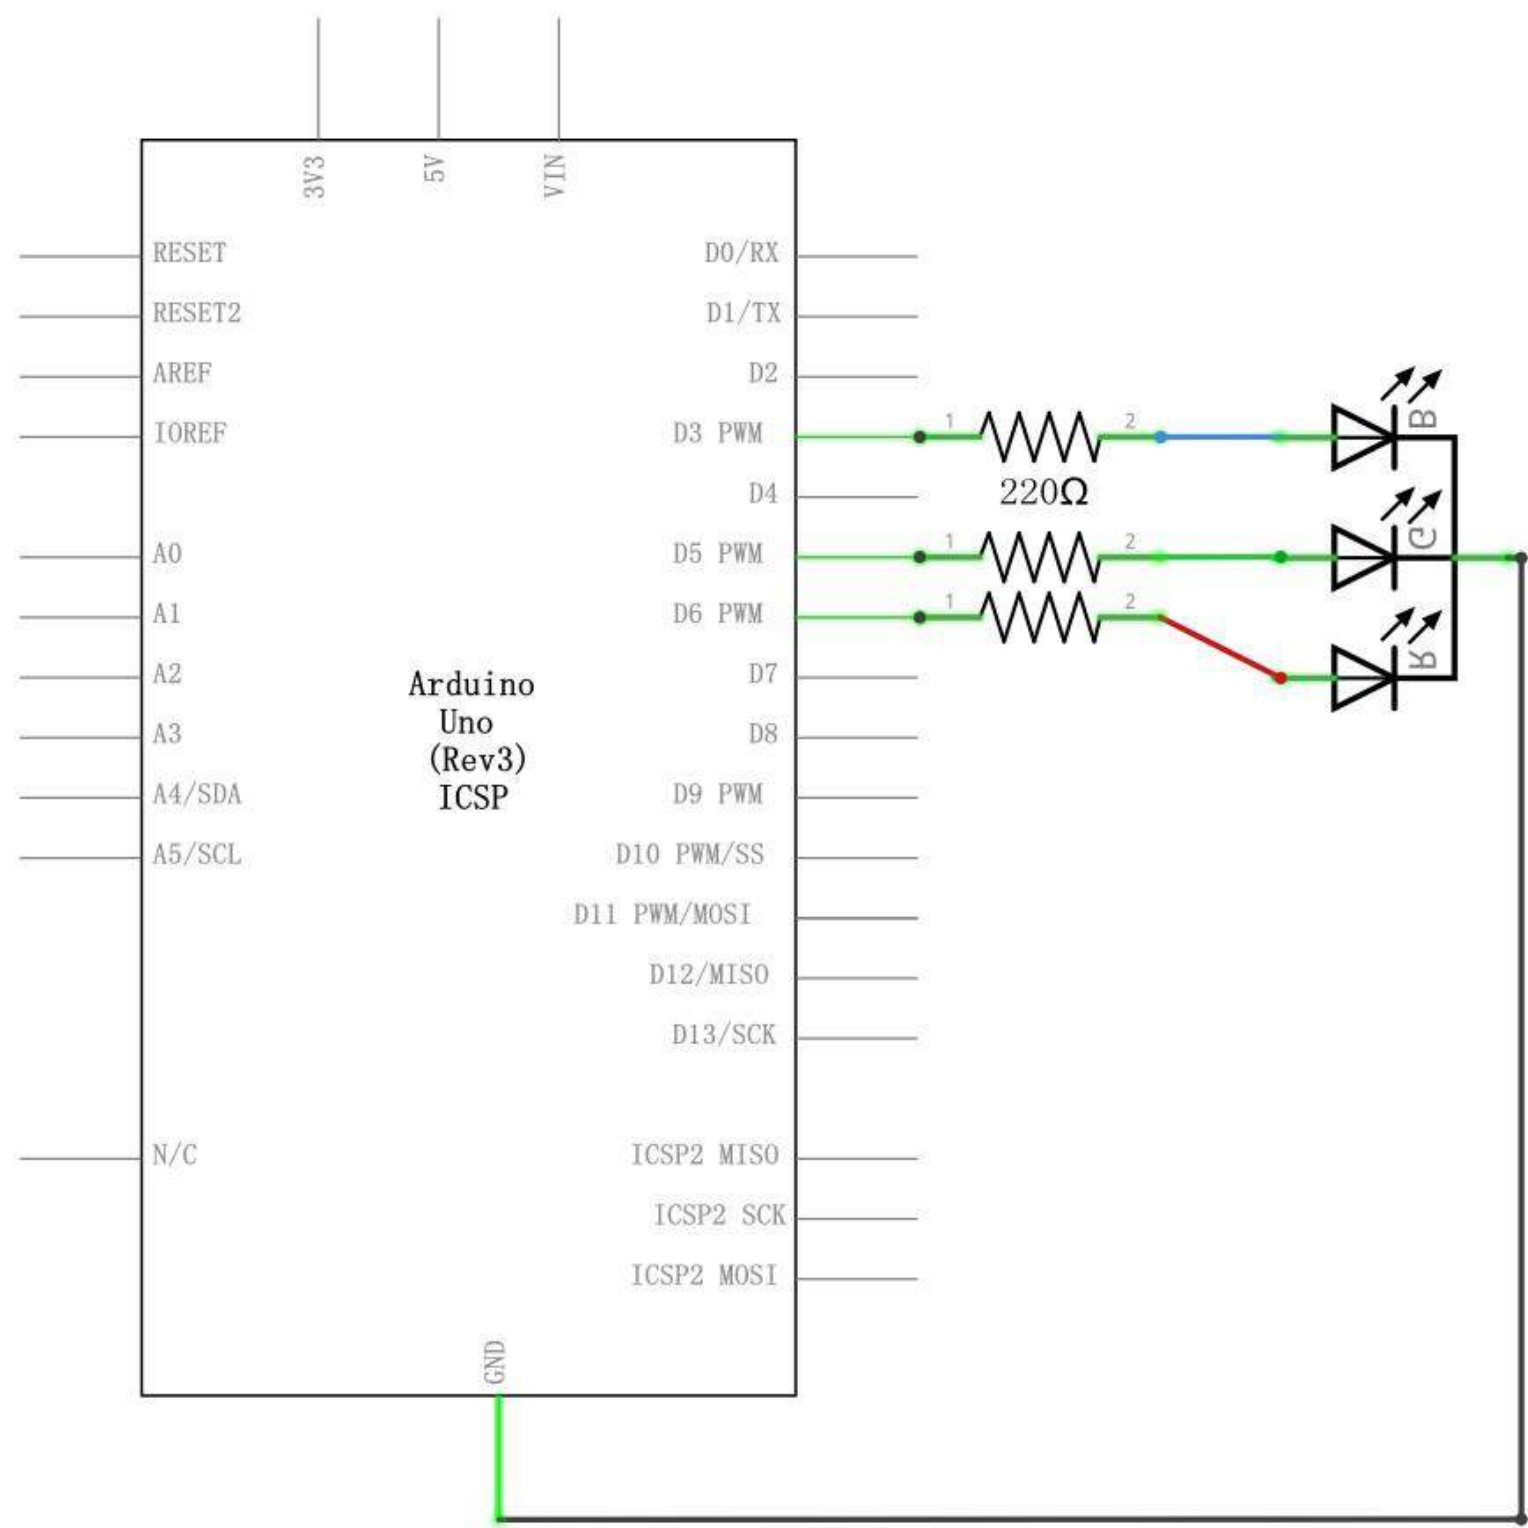 3V3
5V
VIN
RESET
RESET2
AREF
IOREF
A0
A1
A2
A3
A4/SDA
A5/SCL
N/C
Arduino
Uno
(Rev3)
ICSP
D0/RX
D1/TX
D2
D3 PWM
D4
D5 PWM
D6 PWM
D7
D8
D9 PWM
D10 PWM/SS
D11 PWM/MOSI
D12/MISO
D13/SCK
ICSP2 MISO
ICSP2 SCK
ICSP2 MOSI
GND
1
2
220Ω
1
2
1
2
B
G
R